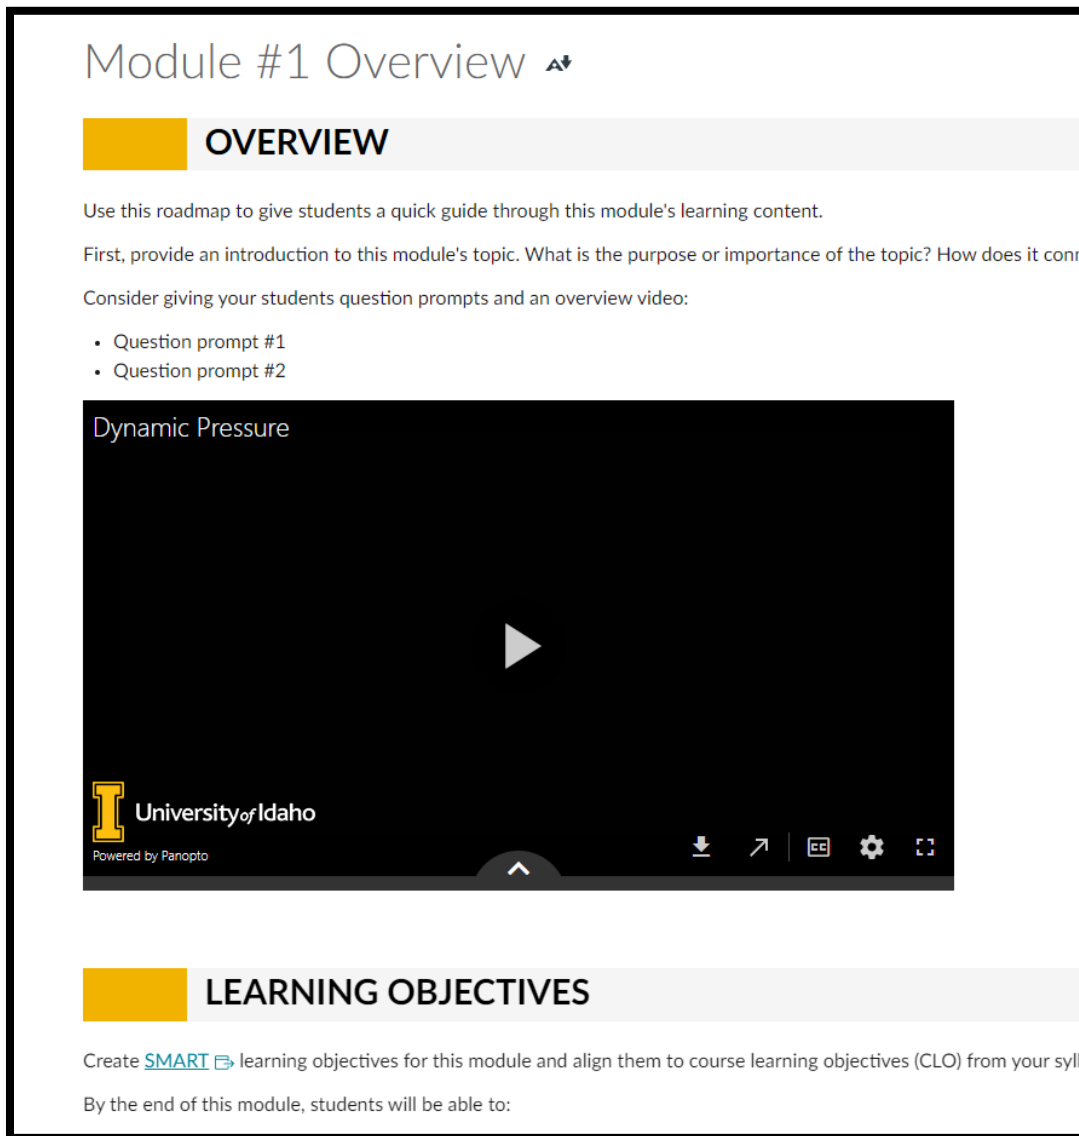 Module #1 Overview
OVERVIEW
Use this roadmap to give students a quick guide through this module's learning content.
First, provide an introduction to this module's topic. What is the purpose or importance of the topic? How does it
Consider giving your students question prompts and an overview video:
• Question prompt #1
• Question prompt #2
Dynamic Pressure
I University of Idaho
Powered by Panopto
CC
LEARNING OBJECTIVES
Create SMART learning objectives for this module and align them to course learning objectives (CLO) from your
By the end of this module, students will be able to: